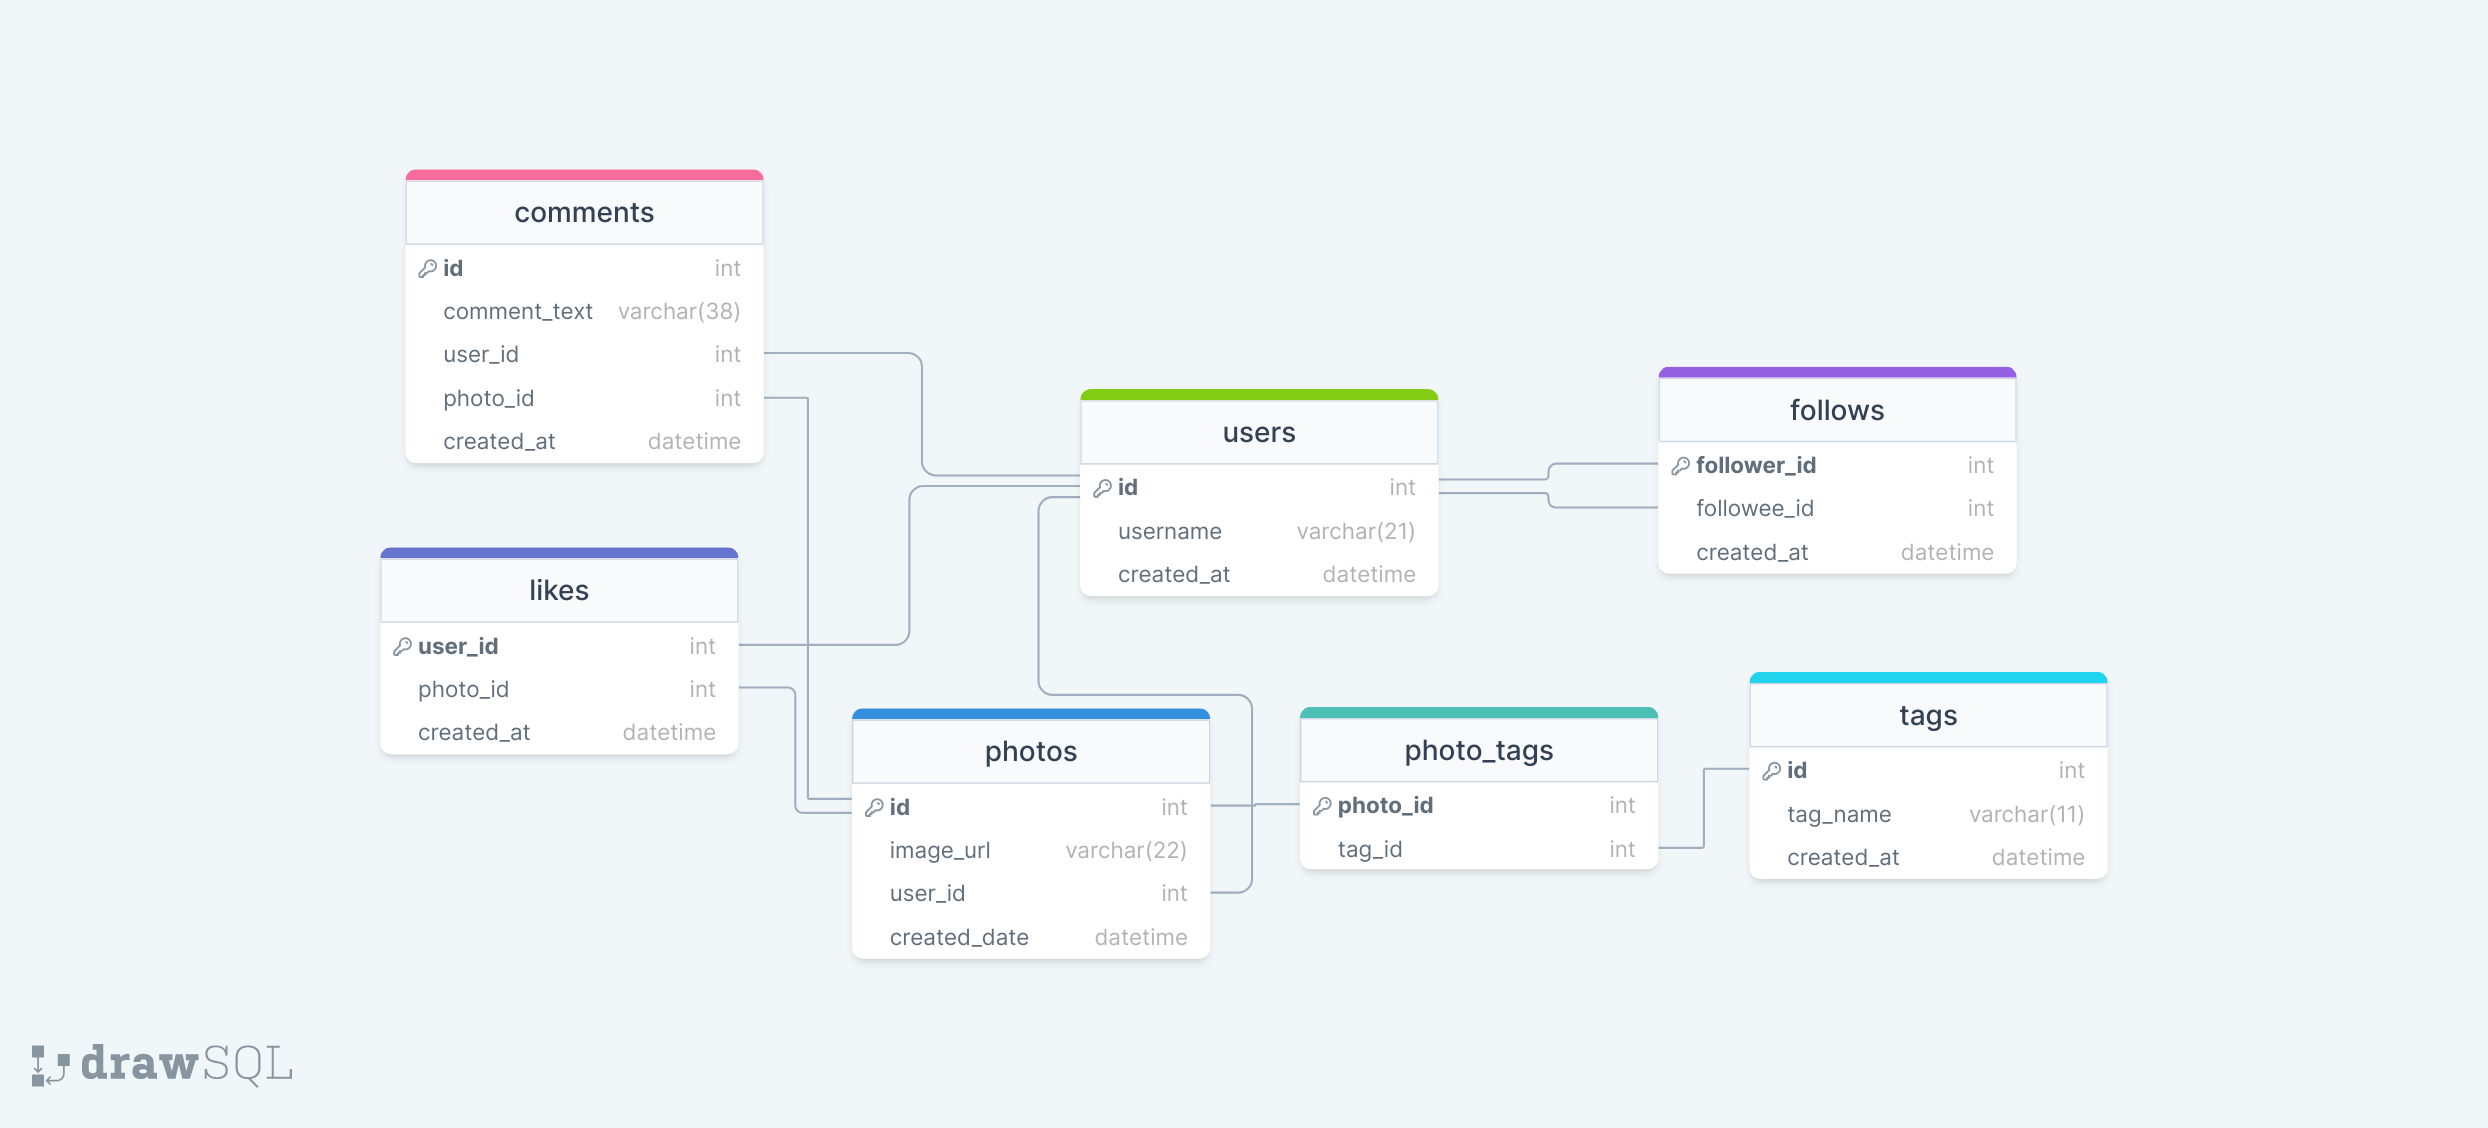 comments
id int
comment_text varchar(38)
user_id int
photo_id int
created_at datetime
likes
user_id int
photo_id int
created_at datetime
users
id int
username varchar(21)
created_at datetime
follows
follower_id int
followee_id int
created_at datetime
photos
id int
image_url varchar(22)
user_id int
created_date datetime
photo_tags
photo_id int
tag_id int
tags
id int
tag_name varchar(11)
created_at datetime
drawSQL